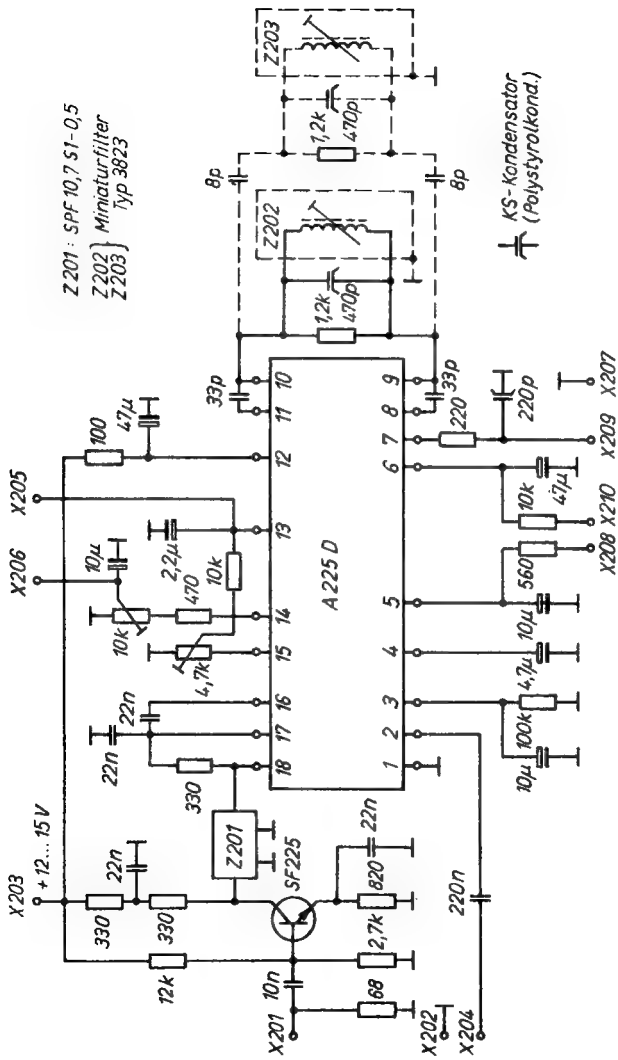 X203
+12...15 V
X206
X205
Z201: SPF 10,7 S1-0,5
Z202 } Miniaturfilter
Z203 } Typ 3823
330
22n
330
12k
22n
22n
330
10k
10µ
470
4,7k
2,2µ
10k
100
47µ
33p
8p
Z203
1,2k
470p
Z202
1,2k
470p
8p
Z201
SF225
18
17
16
15
14
13
12
11
10
A 225 D
1
2
3
4
5
6
7
8
9
33p
X201
10n
68
2,7k
820
22n
220n
10µ
100k
4,7µ
10µ
560
10k
47µ
220
220p
X202
X204
X208
X210
X209
X207
KS-Kondensator
(Polystyrolkond.)